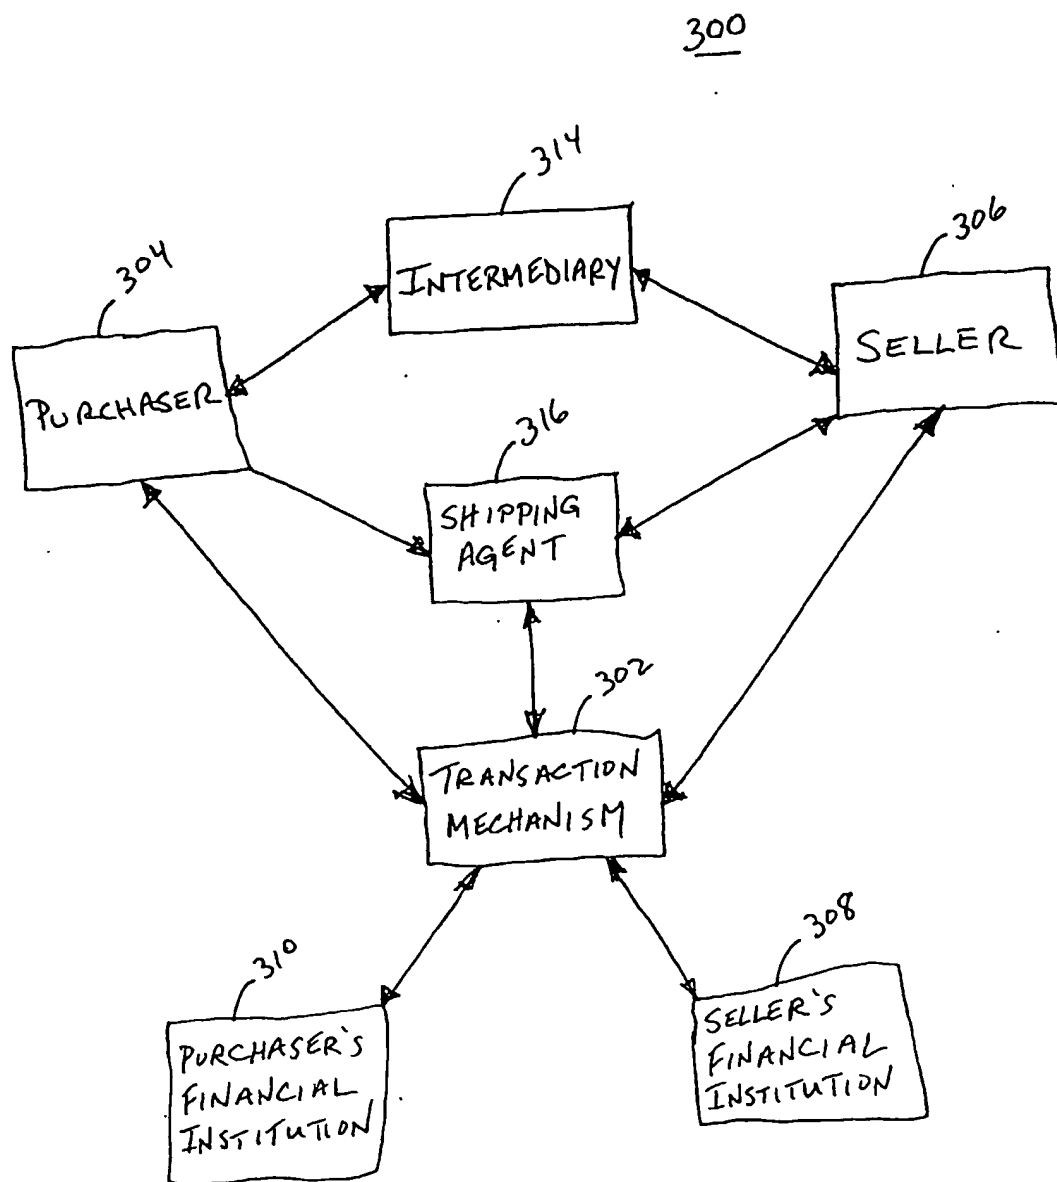 300
314
INTERMEDIARY
306
SELLER
304
PURCHASER
316
SHIPPING
AGENT
302
TRANSACTION
MECHANISM
310
PURCHASER'S
FINANCIAL
INSTITUTION
308
SELLER'S
FINANCIAL
INSTITUTION